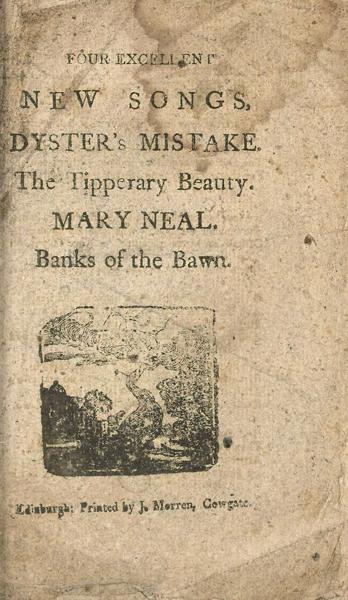 FOUR EXCELLENT
NEW SONGS,
DYSTER's MISTAKE.
The Tipperary Beauty.
MARY NEAL.
Banks of the Bawn.
Edinburgh: Printed by J. Morren, Cowgate.